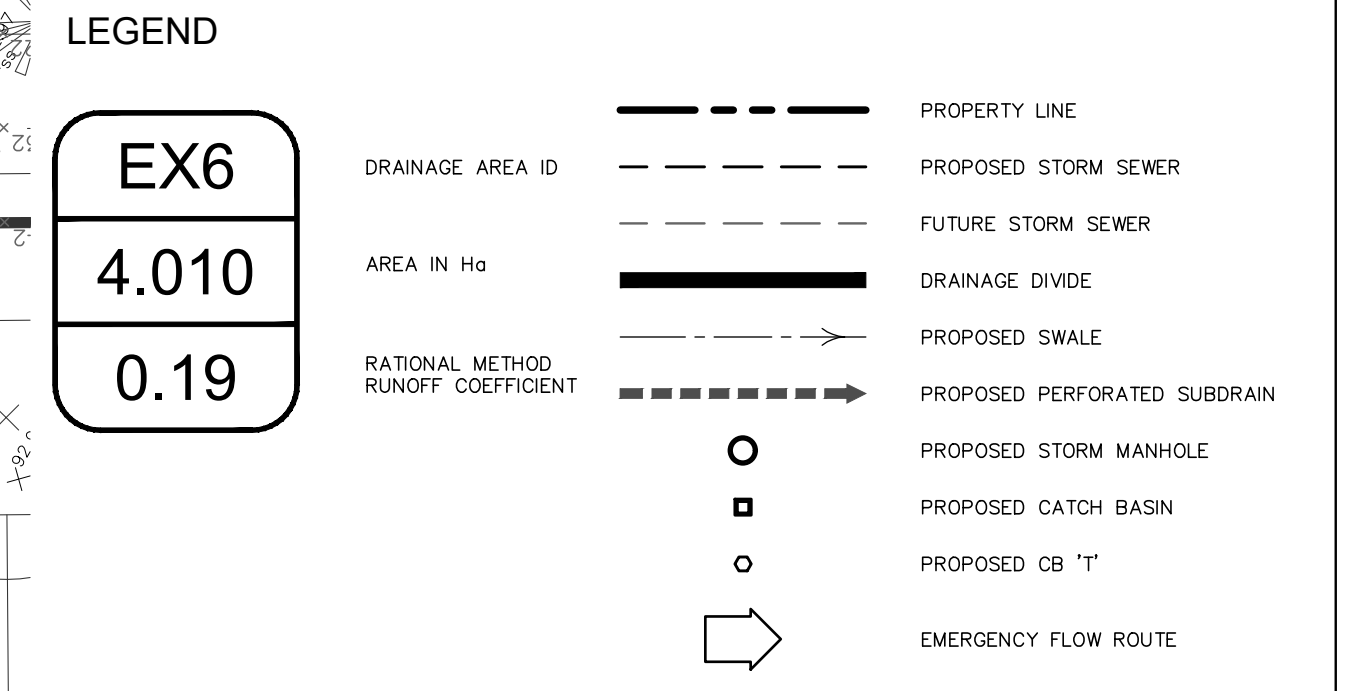 LEGEND
EX6
4.010
0.19
DRAINAGE AREA ID
AREA IN Ha
RATIONAL METHOD
RUNOFF COEFFICIENT
PROPERTY LINE
PROPOSED STORM SEWER
FUTURE STORM SEWER
DRAINAGE DIVIDE
PROPOSED SWALE
PROPOSED PERFORATED SUBDRAIN
PROPOSED STORM MANHOLE
PROPOSED CATCH BASIN
PROPOSED CB 'T'
EMERGENCY FLOW ROUTE